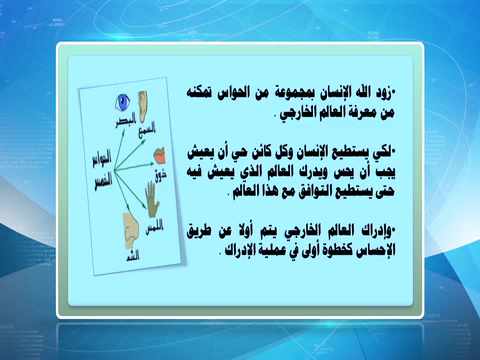 •زود الله الإنسان بمجموعة من الحواس تمكنه
من معرفة العالم الخارجي .
•لكي يستطيع الإنسان وكل كائن حي أن يعيش
يجب أن يحس ويدرك العالم الذي يعيش فيه
حتى يستطيع التوافق مع هذا العالم .
•وإدراك العالم الخارجي يتم أولا عن طريق
الإحساس كخطوة أولى في عملية الإدراك .
البصر
السمع
الحواس
الخمس
ذوق
اللمس
الشم